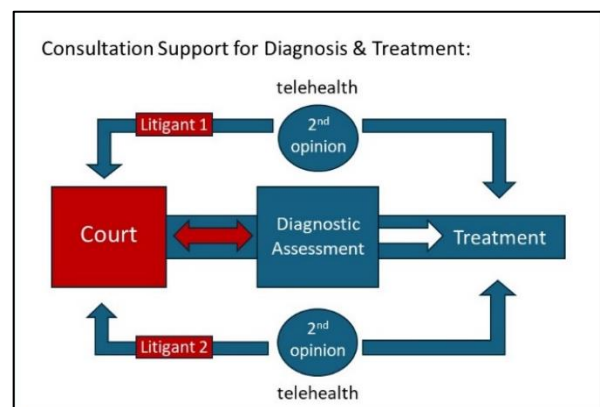 Consultation Support for Diagnosis & Treatment:
telehealth
Litigant 1
2nd
opinion
Court
Diagnostic
Assessment
Treatment
Litigant 2
2nd
opinion
telehealth